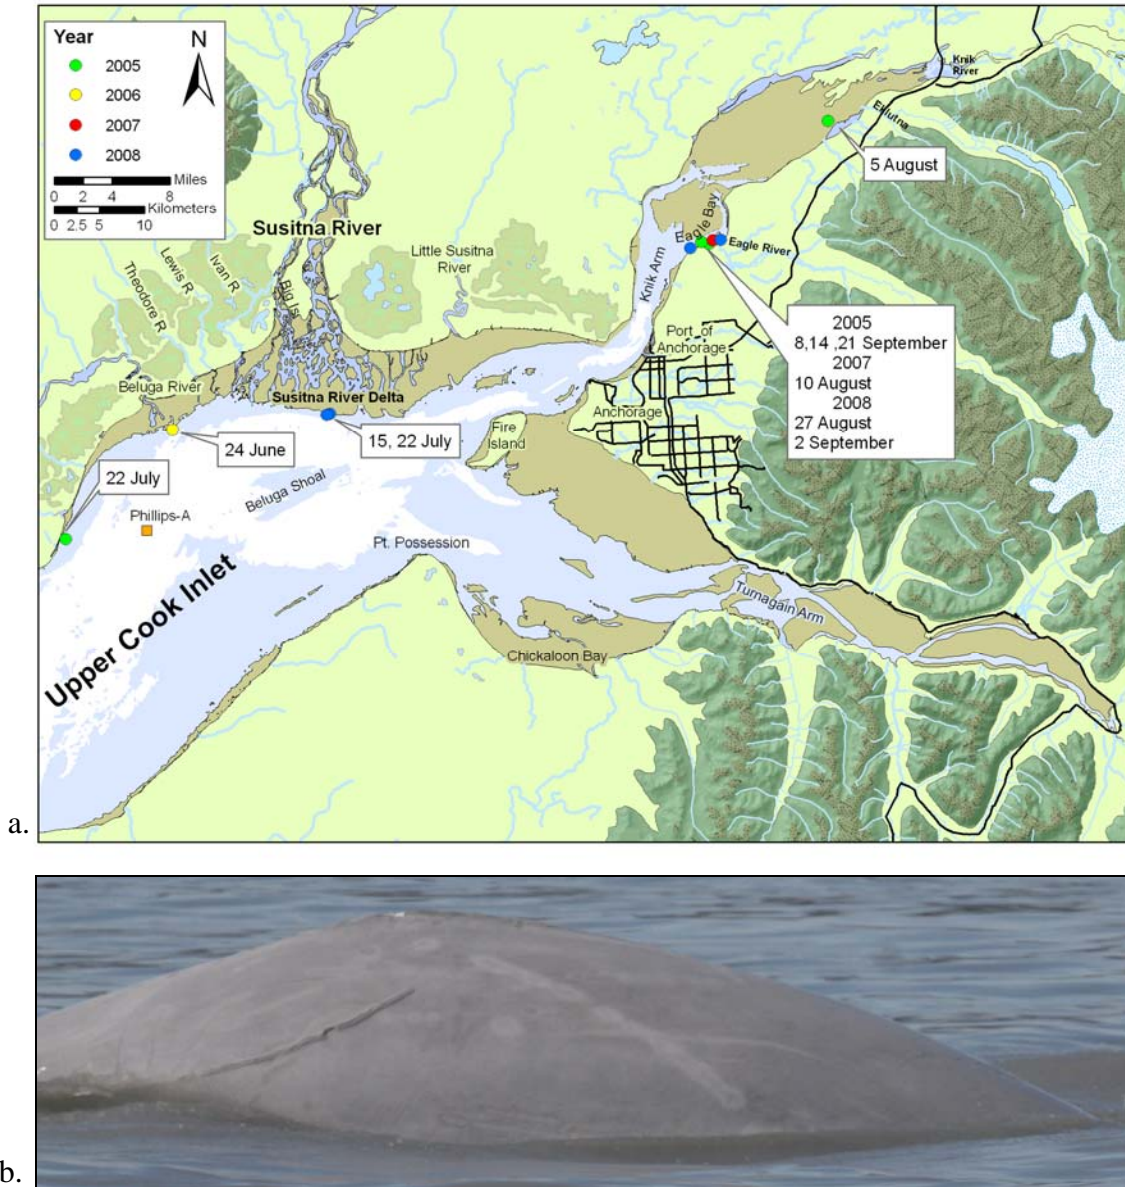 Year
N
2005
2006
2007
2008
Miles
0 2 4 8
Kilometers
0 2.5 5 10
Knik
River
Eklutna
5 August
Susitna River
Little Susitna
River
Eagle Bay
Eagle River
Knik Arm
Ivan R
Lewis R
Theodore R
Big Is
Port of
Anchorage
2005
8,14 ,21 September
2007
10 August
2008
27 August
2 September
Beluga River
Susitna River Delta
Anchorage
Fire
Island
15, 22 July
24 June
22 July
Beluga Shoal
Phillips-A
Pt. Possession
Upper Cook Inlet
Turnagain Arm
Chickaloon Bay
a.
b.